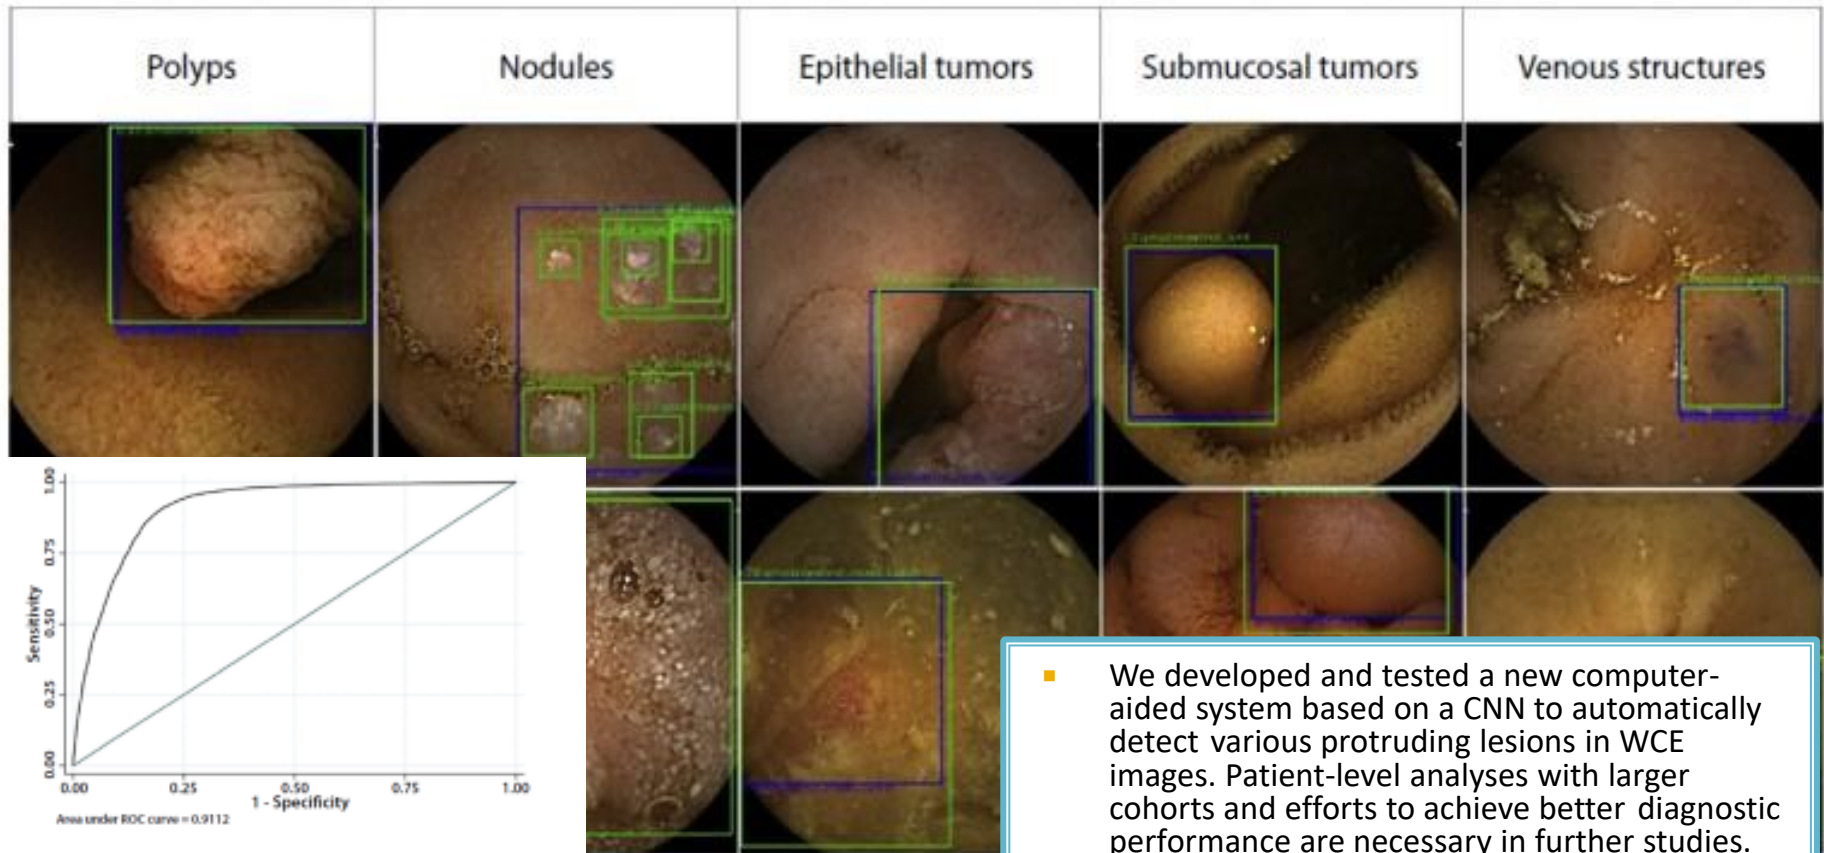 Polyps
Nodules
Epithelial tumors
Submucosal tumors
Venous structures
1.00
0.75
0.50
0.25
0.00
Sensitivity
0.00
0.25
0.50
0.75
1.00
1 - Specificity
Area under ROC curve = 0.9112
We developed and tested a new computer-
aided system based on a CNN to automatically
detect various protruding lesions in WCE
images. Patient-level analyses with larger
cohorts and efforts to achieve better diagnostic
performance are necessary in further studies.